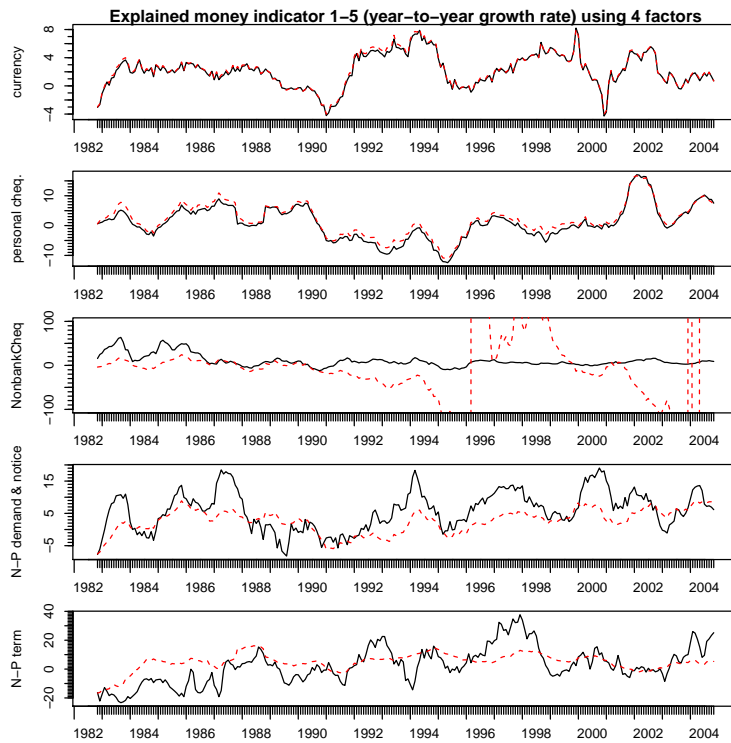 Explained money indicator 1−5 (year−to−year growth rate) using 4 factors
currency
8
4
0
−4
1982 1984 1986 1988 1990 1992 1994 1996 1998 2000 2002 2004
personal cheq.
10
0
−10
1982 1984 1986 1988 1990 1992 1994 1996 1998 2000 2002 2004
NonbankCheq
100
0
−100
1982 1984 1986 1988 1990 1992 1994 1996 1998 2000 2002 2004
N−P demand & notice
15
5
−5
1982 1984 1986 1988 1990 1992 1994 1996 1998 2000 2002 2004
N−P term
40
20
0
20
1982 1984 1986 1988 1990 1992 1994 1996 1998 2000 2002 2004